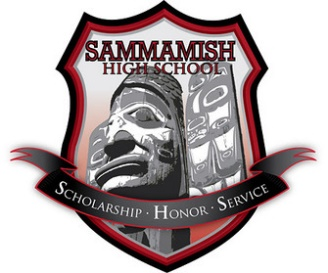 SAMMAMISH
HIGH SCHOOL
SCHOLARSHIP · HONOR · SERVICE